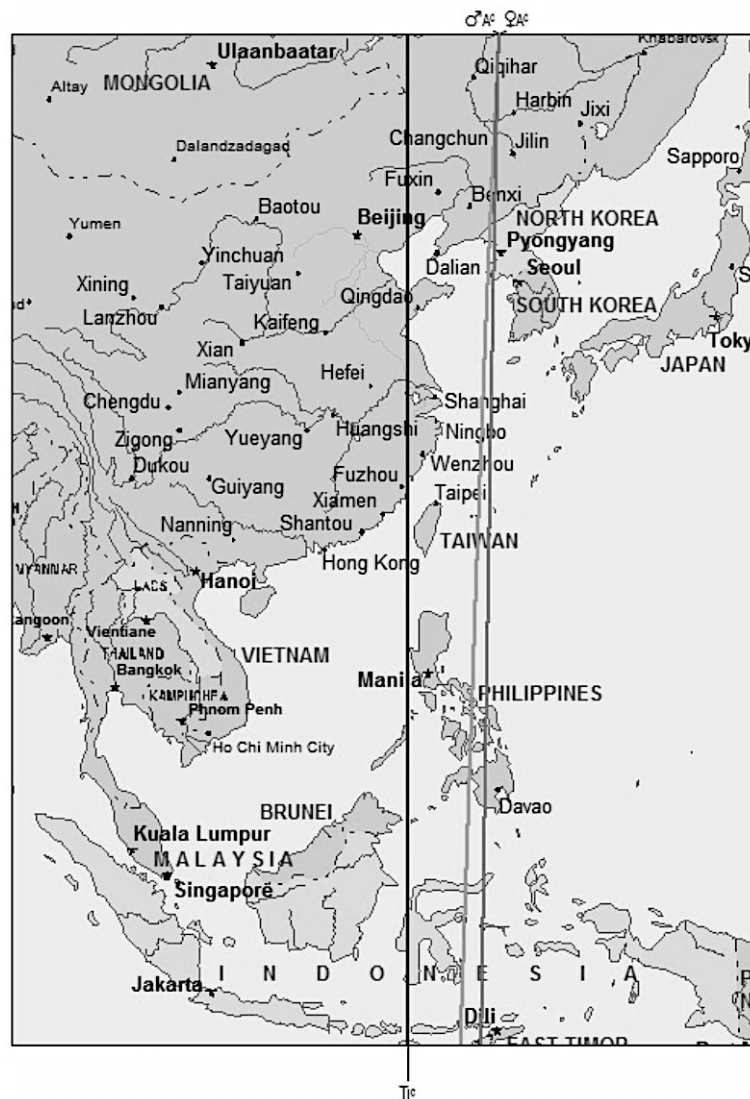 ♂Ac ♀Ac
Ulaanbaatar
Khabarovsk
MONGOLIA
Qiqihar
Altay
Harbin
Jixi
Changchun
Jilin
Dalandzadagad
Sapporo
Fuxin
Benxi
Baotou
Beijing
NORTH KOREA
Yumen
Pyongyang
Yinchuan
Dalian
Seoul
Xining
Taiyuan
Qingdao
S
Lanzhou
SOUTH KOREA
Kaifeng
Xian
Toky
JAPAN
Mianyang
Hefei
Chengdu
Shanghai
Zigong
Yueyang
Huangshi
Ningbo
Dukou
Fuzhou
Wenzhou
Guiyang
Xiamen
Taipei
Nanning
Shantou
TAIWAN
Hong Kong
MYANMAR
Hanoi
LAOS
angoon
Vientiane
VIETNAM
THAILAND
Bangkok
Manila
KAMPUCHEA
PHILIPPINES
Phnom Penh
Ho Chi Minh City
Davao
BRUNEI
Kuala Lumpur
MALAYSIA
Singapore
INDONESIA
Jakarta
P
N
Dili
EAST TIMOR